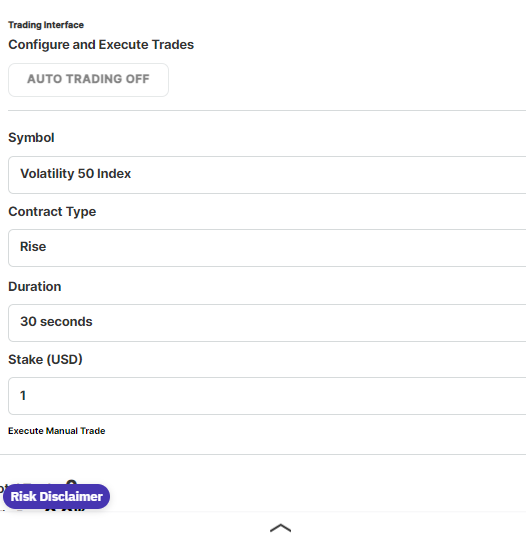 Trading Interface
Configure and Execute Trades
AUTO TRADING OFF
Symbol
Volatility 50 Index
Contract Type
Rise
Duration
30 seconds
Stake (USD)
1
Execute Manual Trade
Risk Disclaimer